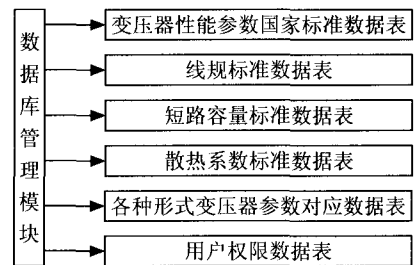 数据库管理模块
变压器性能参数国家标准数据表
线规标准数据表
短路容量标准数据表
散热系数标准数据表
各种形式变压器参数对应数据表
用户权限数据表